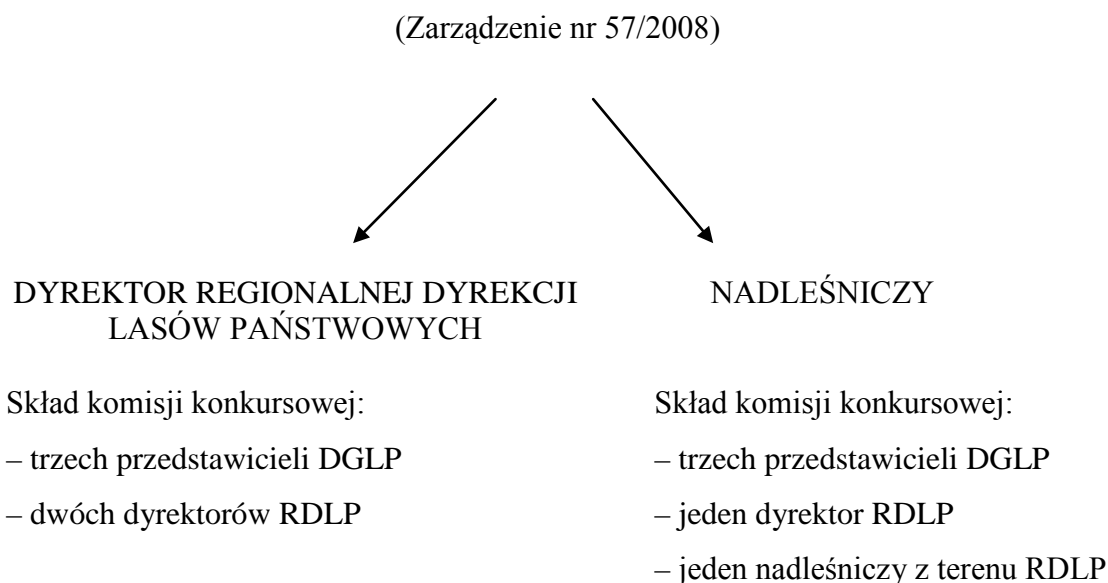 (Zarządzenie nr 57/2008)
DYREKTOR REGIONALNEJ DYREKCJI
LASÓW PAŃSTWOWYCH
Skład komisji konkursowej:
– trzech przedstawicieli DGLP
– dwóch dyrektorów RDLP
NADLEŚNICZY
Skład komisji konkursowej:
– trzech przedstawicieli DGLP
– jeden dyrektor RDLP
– jeden nadleśniczy z terenu RDLP